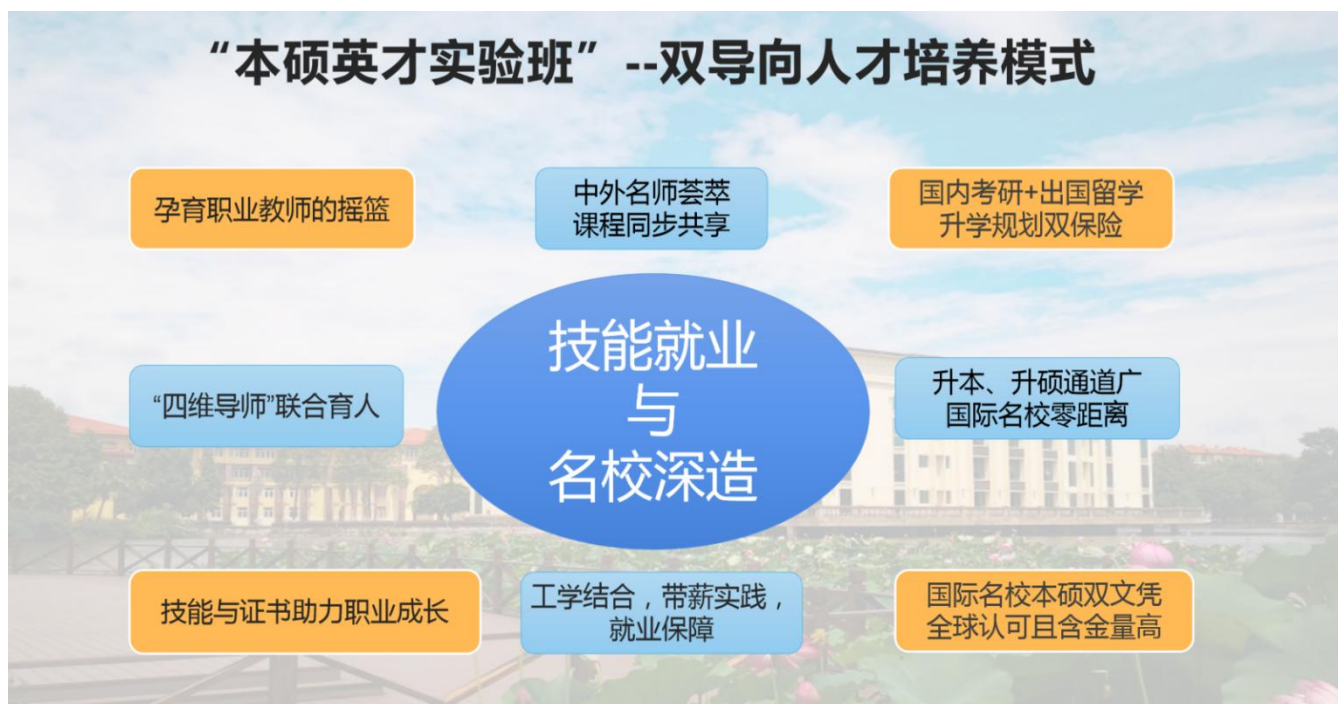 “本硕英才实验班”--双导向人才培养模式
孕育职业教师的摇篮
中外名师荟萃
课程同步共享
国内考研+出国留学
升学规划双保险
“四维导师”联合育人
技能就业
与
名校深造
升本、升硕通道广
国际名校零距离
技能与证书助力职业成长
工学结合，带薪实践，
就业保障
国际名校本硕双文凭
全球认可且含金量高